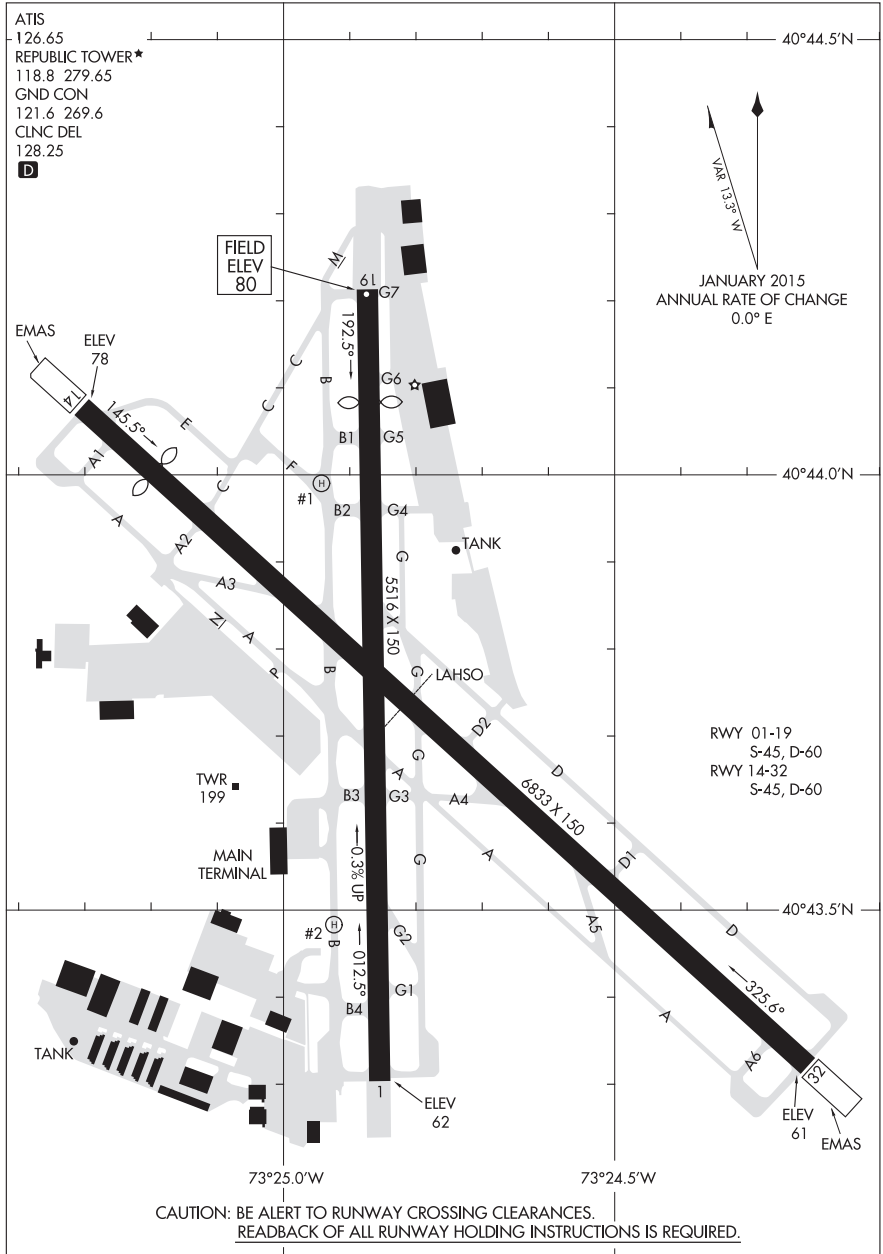 ATIS
126.65
REPUBLIC TOWER★
118.8 279.65
GND CON
121.6 269.6
CLNC DEL
128.25
D
40°44.5'N
VAR 13.3° W
JANUARY 2015
ANNUAL RATE OF CHANGE
0.0° E
FIELD
ELEV
80
M
19
G7
EMAS
ELEV
78
14
145.5°
192.5°
C
B
G6
C
E
B1
G5
A1
C
F
40°44.0'N
H
#1
B2
G4
A
A2
G
TANK
A3
5516 X 150
N
A
P
B
G
LAHSO
D2
RWY 01-19
S-45, D-60
RWY 14-32
S-45, D-60
G
D
A
TWR
199
B3
G3
A4
6833 X 150
MAIN
TERMINAL
0.3% UP
G
A
D1
40°43.5'N
H
#2
B
G2
A5
D
012.5°
G1
325.6°
B4
A
TANK
A6
32
1
ELEV
62
ELEV
61
EMAS
73°25.0'W
73°24.5'W
CAUTION: BE ALERT TO RUNWAY CROSSING CLEARANCES.
READBACK OF ALL RUNWAY HOLDING INSTRUCTIONS IS REQUIRED.